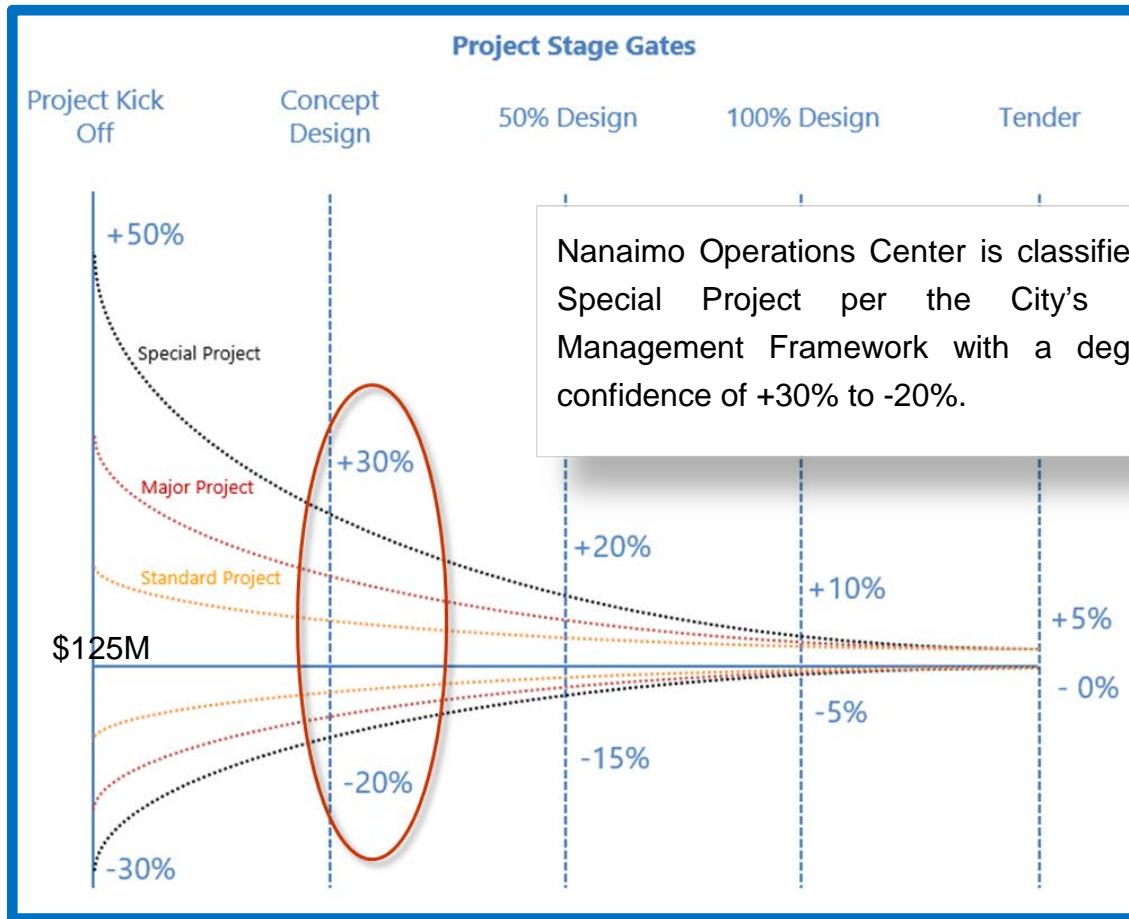 Project Stage Gates
Project Kick
Off
Concept
Design
50% Design
100% Design
Tender
+50%
Nanaimo Operations Center is classifie
Special Project per the City's
Management Framework with a deg
confidence of +30% to -20%.
Special Project
+30%
Major Project
+20%
Standard Project
+10%
+5%
$125M
- 0%
-5%
-15%
-20%
-30%